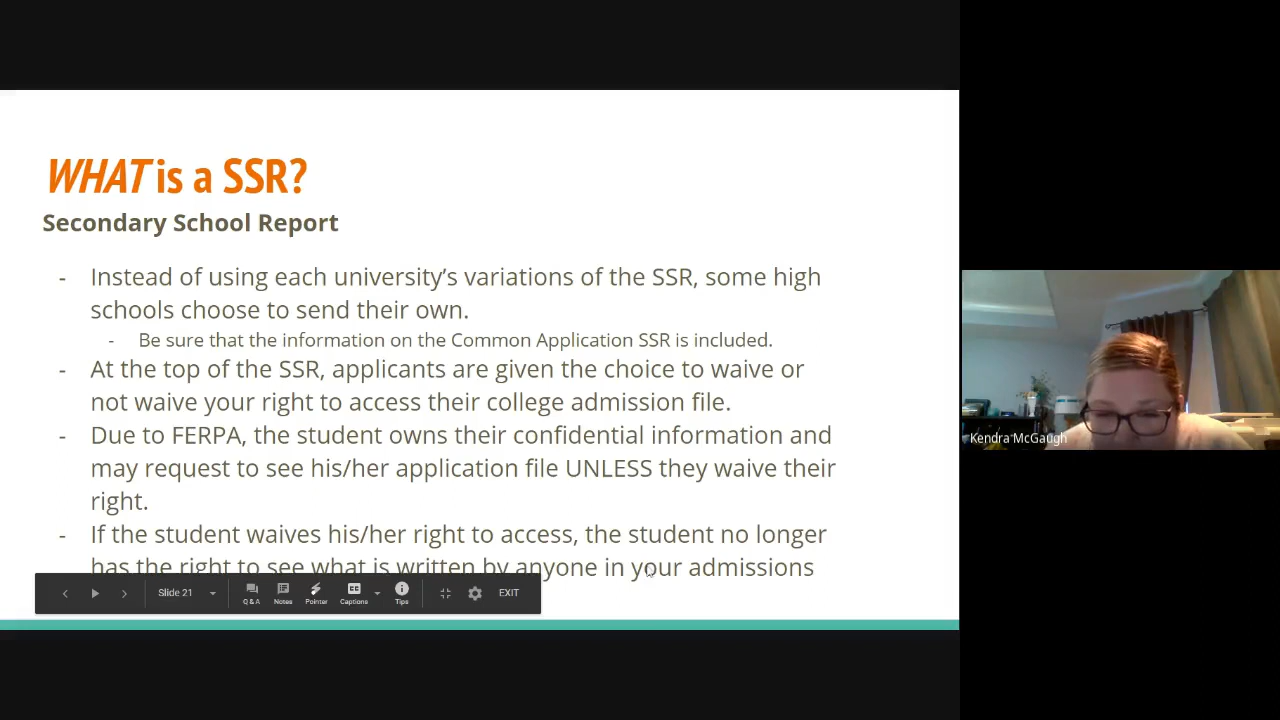 WHAT is a SSR?
Secondary School Report
- Instead of using each university's variations of the SSR, some high
schools choose to send their own.
- Be sure that the information on the Common Application SSR is included.
- At the top of the SSR, applicants are given the choice to waive or
not waive your right to access their college admission file.
- Due to FERPA, the student owns their confidential information and
may request to see his/her application file UNLESS they waive their
right.
- If the student waives his/her right to access, the student no longer
has the right to see what is written by anyone in your admissions
Slide 21
Q & A
Notes
Pointer
Captions
Tips
EXIT
Kendra McGaugh